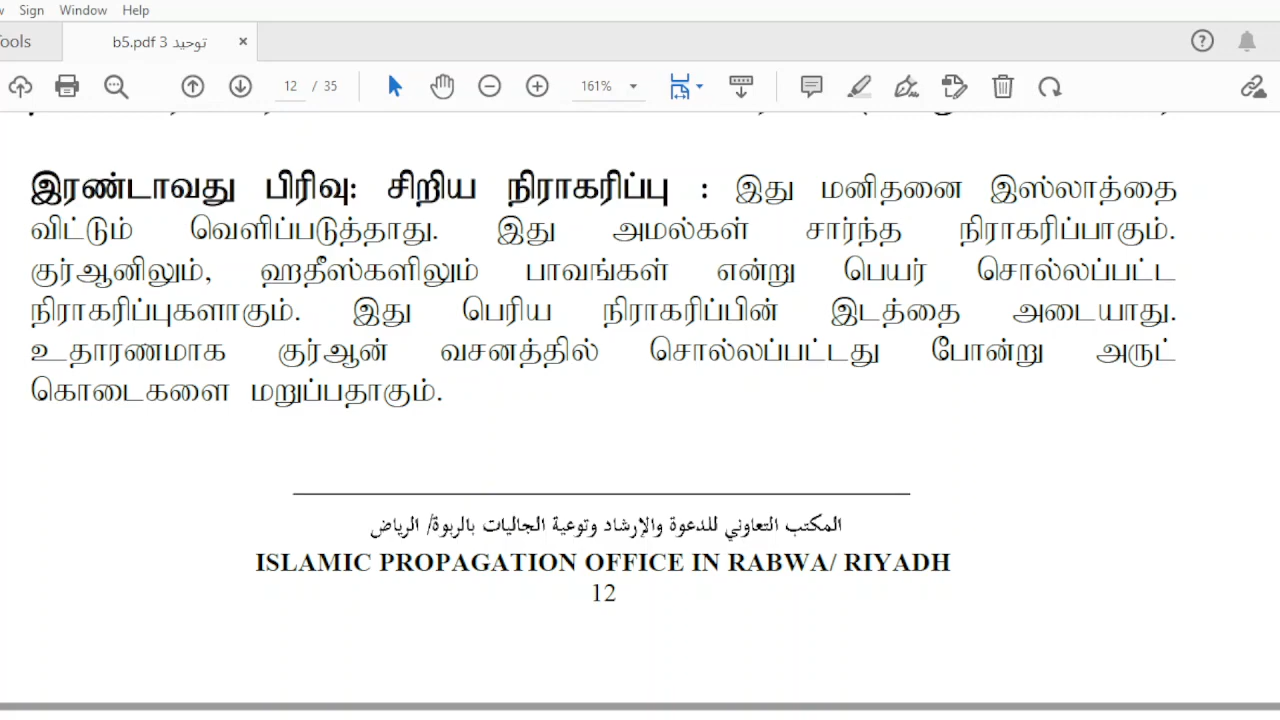 Sign Window Help
ools
توحيد 3 b5.pdf ×
12 / 35 161%
இரண்டாவது பிரிவு: சிறிய நிராகரிப்பு : இது மனிதனை இஸ்லாத்தை
விட்டும் வெளிப்படுத்தாது. இது அமல்கள் சார்ந்த நிராகரிப்பாகும்.
குர்ஆனிலும், ஹதீஸ்களிலும் பாவங்கள் என்று பெயர் சொல்லப்பட்ட
நிராகரிப்புகளாகும். இது பெரிய நிராகரிப்பின் இடத்தை அடையாது.
உதாரணமாக குர்ஆன் வசனத்தில் சொல்லப்பட்டது போன்று அருட்
கொடைகளை மறுப்பதாகும்.
المكتب التعاوني للدعوة والإرشاد وتوعية الجاليات بالربوة/ الرياض
ISLAMIC PROPAGATION OFFICE IN RABWA/ RIYADH
12